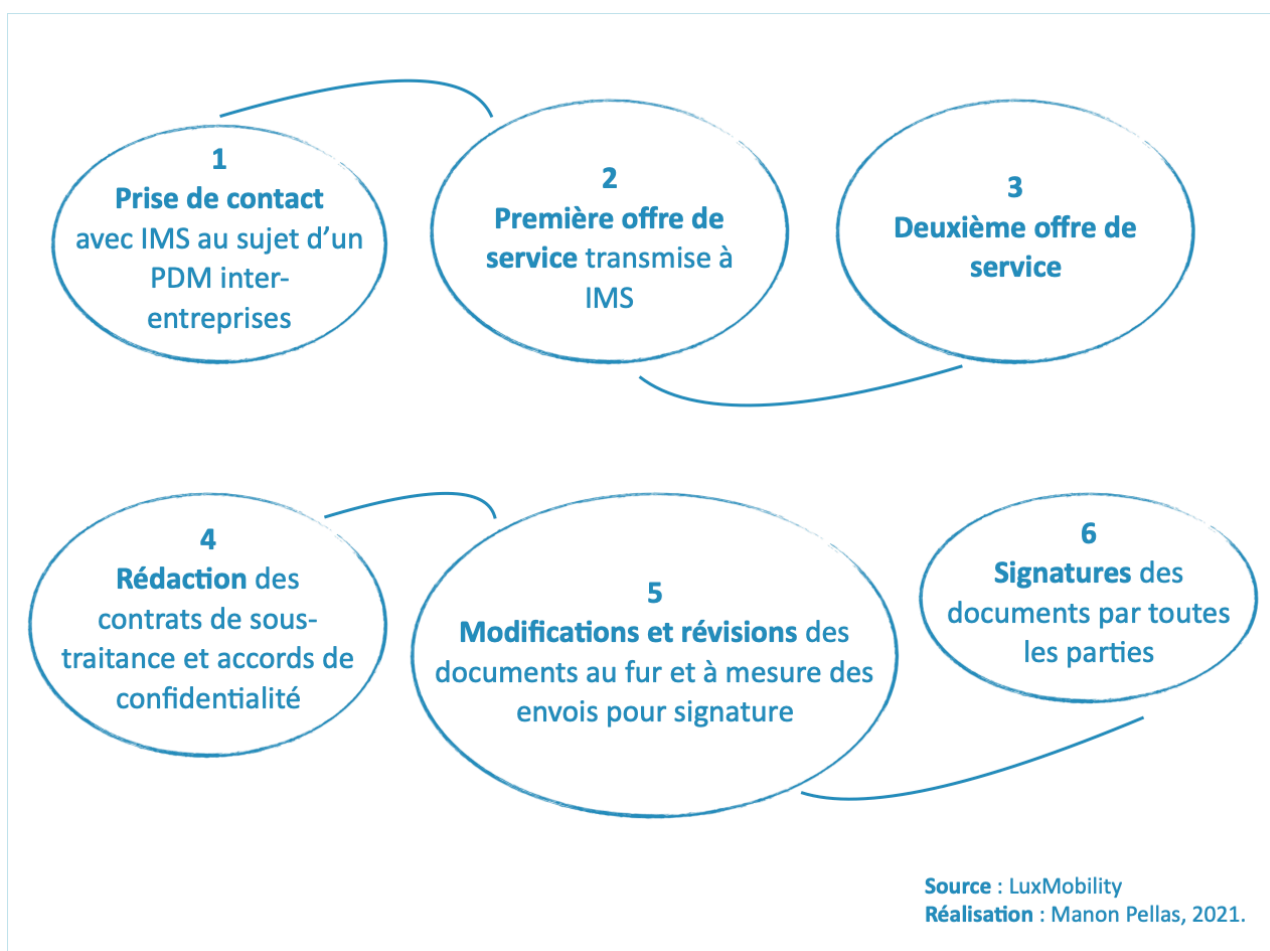 1
Prise de contact
avec IMS au sujet d’un
PDM inter-
entreprises
2
Première offre de
service transmise à
IMS
3
Deuxième offre de
service
4
Rédaction des
contrats de sous-
traitance et accords de
confidentialité
5
Modifications et révisions des
documents au fur et à mesure des
envois pour signature
6
Signatures des
documents par toutes
les parties
Source : LuxMobility
Réalisation : Manon Pellas, 2021.